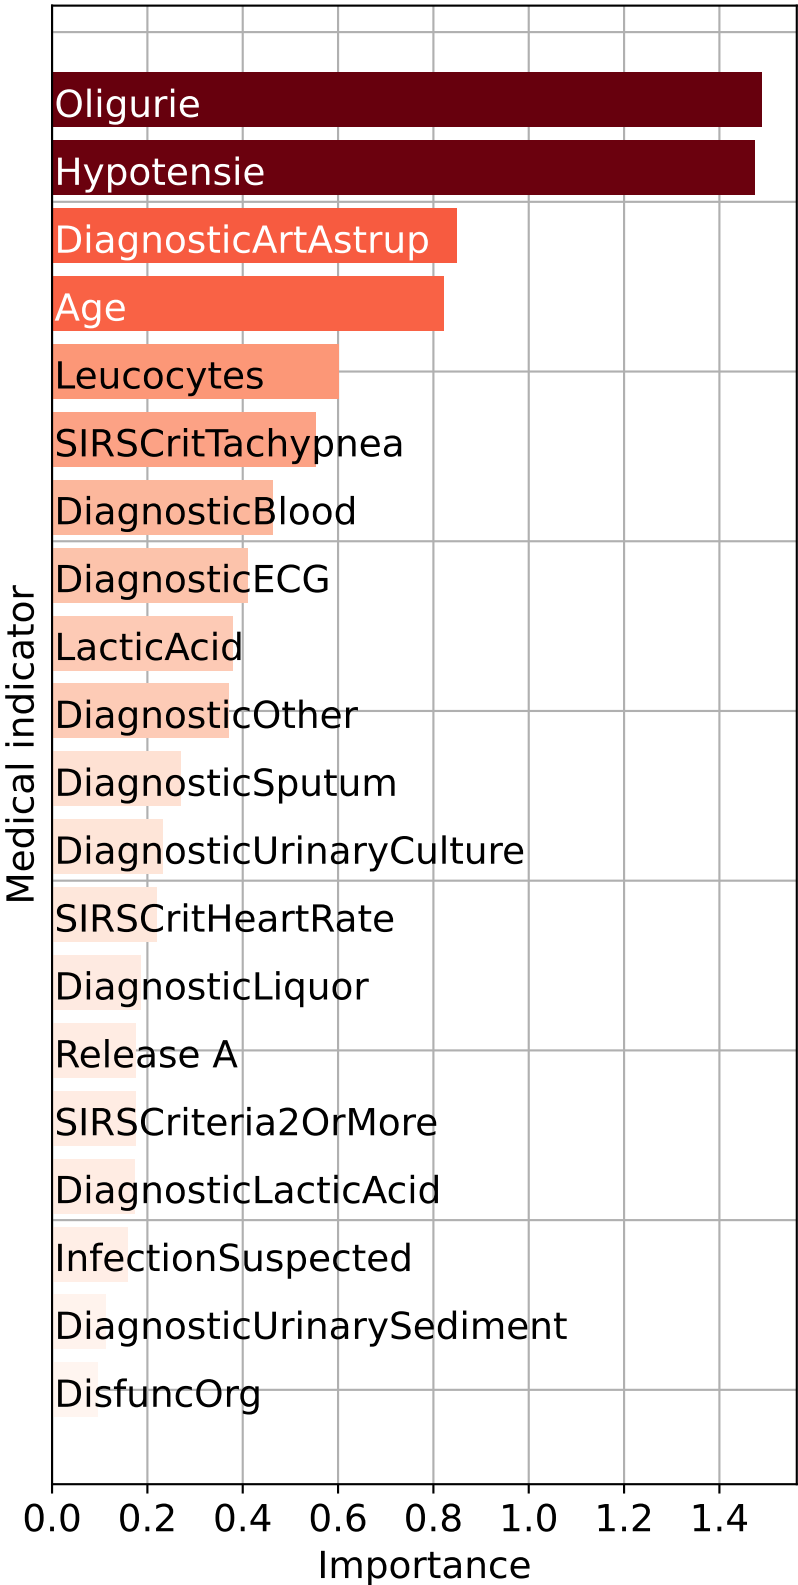 Oligurie
Hypotensie
DiagnosticArtAstrup
Age
Leucocytes
SIRSCritTachypnea
DiagnosticBlood
DiagnosticECG
LacticAcid
DiagnosticOther
DiagnosticSputum
DiagnosticUrinaryCulture
SIRSCritHeartRate
DiagnosticLiquor
Release A
SIRSCriteria2OrMore
DiagnosticLacticAcid
InfectionSuspected
DiagnosticUrinarySediment
DisfuncOrg
Medical indicator
0.0 0.2 0.4 0.6 0.8 1.0 1.2 1.4
Importance